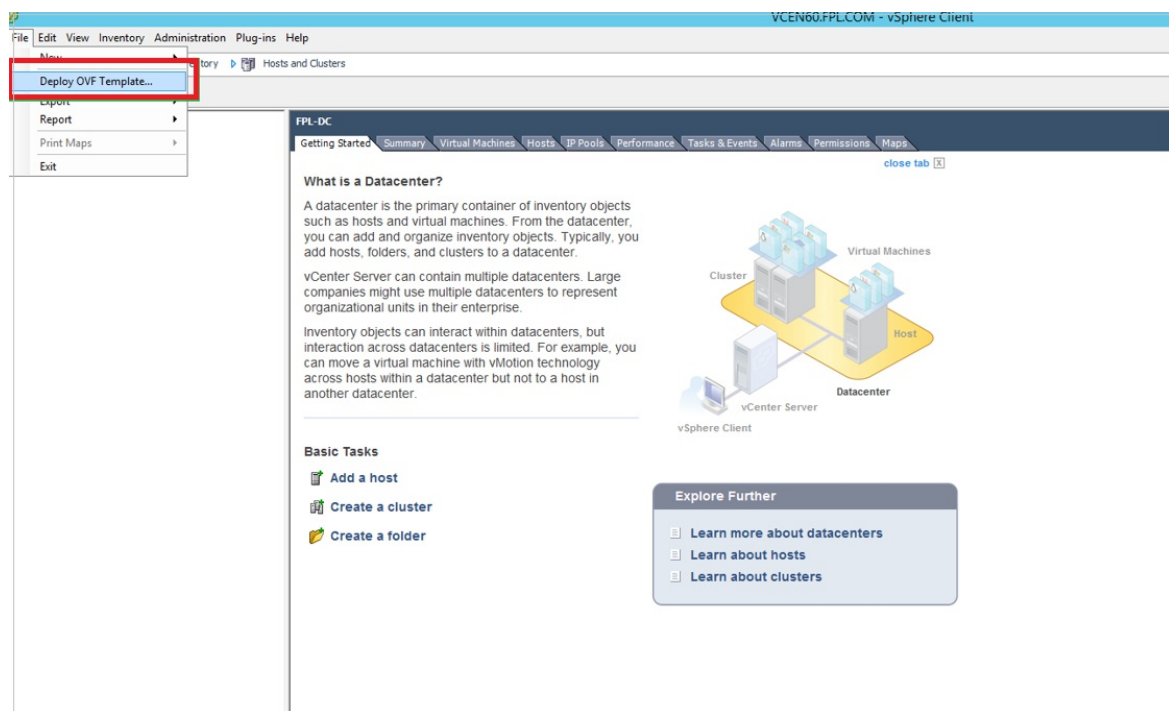 VCEN60.FPL.COM - vSphere Client
File Edit View Inventory Administration Plug-ins Help
New
Hosts and Clusters
Deploy OVF Template...
Export
Report
Print Maps
Exit
FPL-DC
Getting Started Summary Virtual Machines Hosts IP Pools Performance Tasks & Events Alarms Permissions Maps
close tab
What is a Datacenter?
A datacenter is the primary container of inventory objects
such as hosts and virtual machines. From the datacenter,
you can add and organize inventory objects. Typically, you
add hosts, folders, and clusters to a datacenter.
vCenter Server can contain multiple datacenters. Large
companies might use multiple datacenters to represent
organizational units in their enterprise.
Inventory objects can interact within datacenters, but
interaction across datacenters is limited. For example, you
can move a virtual machine with vMotion technology
across hosts within a datacenter but not to a host in
another datacenter.
Virtual Machines
Cluster
Host
Datacenter
vCenter Server
vSphere Client
Basic Tasks
Add a host
Create a cluster
Create a folder
Explore Further
Learn more about datacenters
Learn about hosts
Learn about clusters